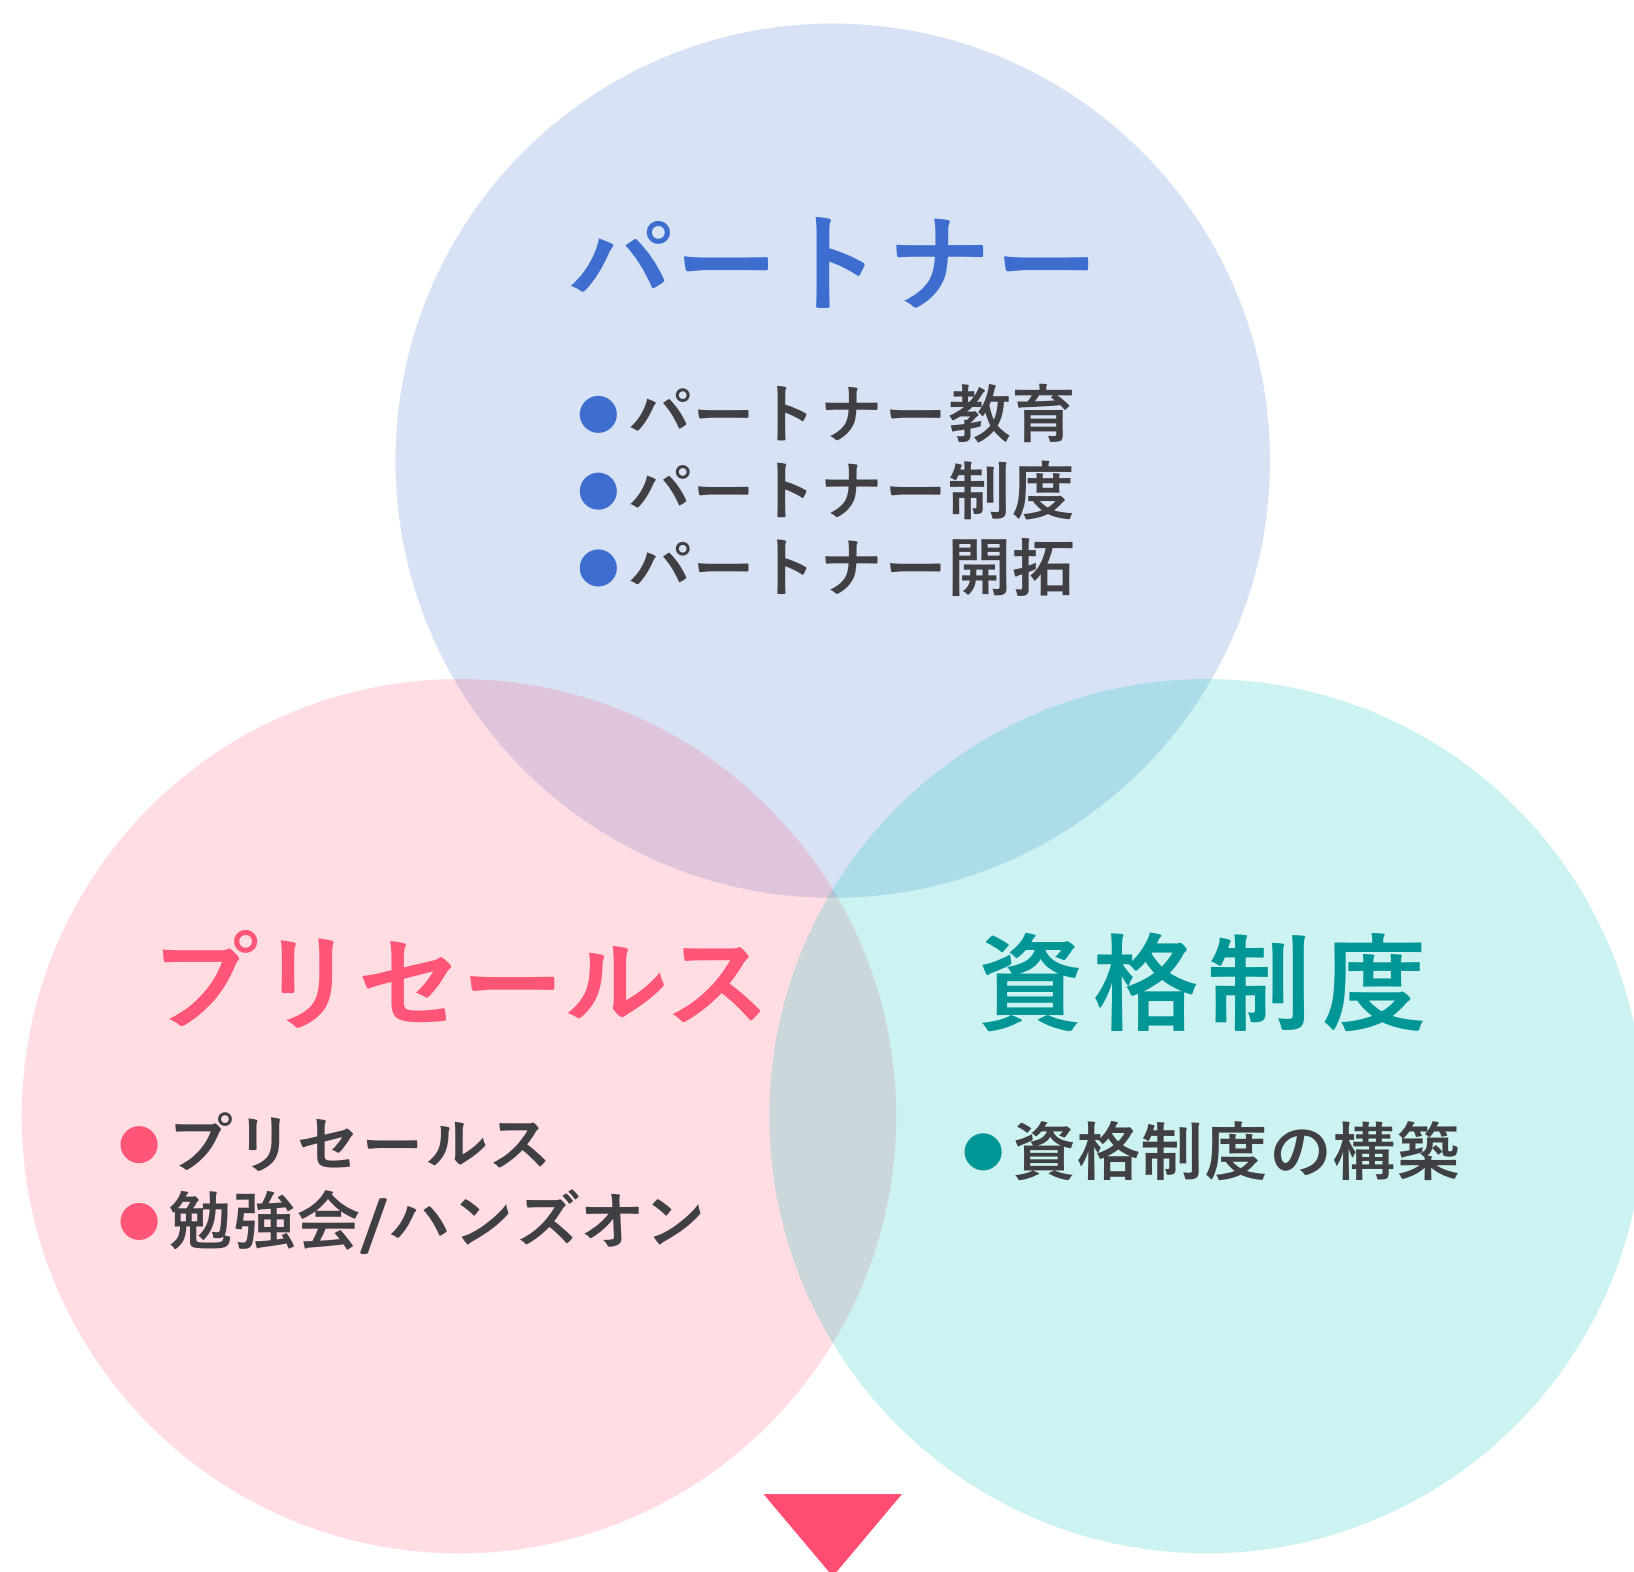 パートナー
●パートナー教育
●パートナー制度
●パートナー開拓
プリセールス
●プリセールス
●勉強会/ハンズオン
資格制度
●資格制度の構築